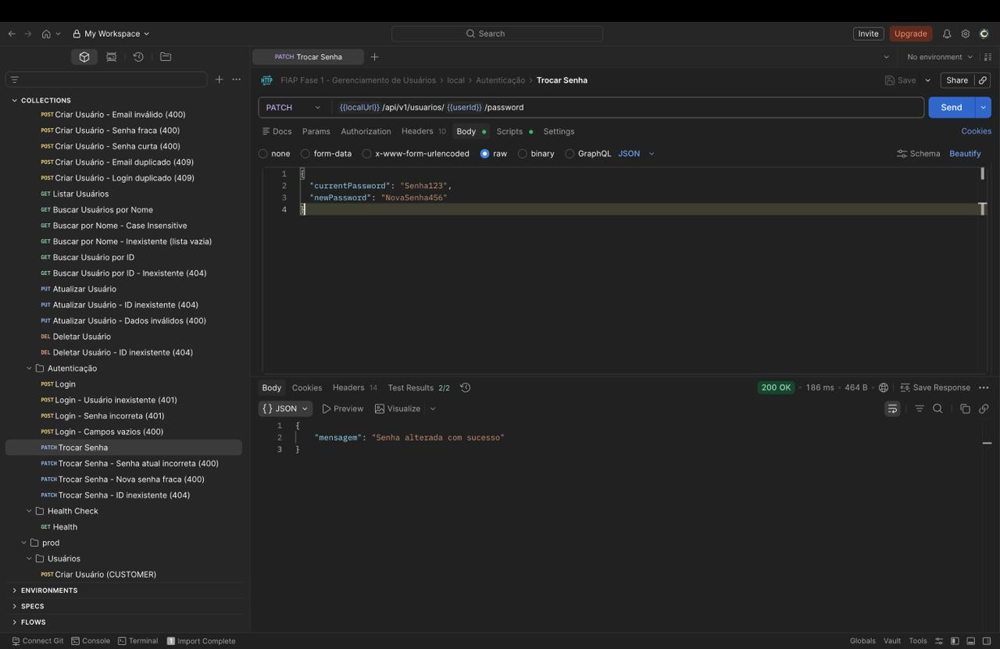 My Workspace
Search
Invite
Upgrade
PATCH Trocar Senha
No environment
HTTP FIAP Fase 1 - Gerenciamento de Usuários > local > Autenticação > Trocar Senha
Save
Share
COLLECTIONS
POST Criar Usuário - Email inválido (400)
POST Criar Usuário - Senha fraca (400)
POST Criar Usuário - Senha curta (400)
POST Criar Usuário - Email duplicado (409)
POST Criar Usuário - Login duplicado (409)
GET Listar Usuários
GET Buscar Usuários por Nome
GET Buscar por Nome - Case Insensitive
GET Buscar por Nome - Inexistente (lista vazia)
GET Buscar Usuário por ID
GET Buscar Usuário por ID - Inexistente (404)
PUT Atualizar Usuário
PUT Atualizar Usuário - ID inexistente (404)
PUT Atualizar Usuário - Dados inválidos (400)
DEL Deletar Usuário
DEL Deletar Usuário - ID inexistente (404)
Autenticação
POST Login
POST Login - Usuário inexistente (401)
POST Login - Senha incorreta (401)
POST Login - Campos vazios (400)
PATCH Trocar Senha
PATCH Trocar Senha - Senha atual incorreta (400)
PATCH Trocar Senha - Nova senha fraca (400)
PATCH Trocar Senha - ID inexistente (404)
Health Check
GET Health
prod
Usuários
POST Criar Usuário (CUSTOMER)
ENVIRONMENTS
SPECS
FLOWS
PATCH
{{localUrl}} /api/v1/usuarios/ {{userId}} /password
Send
Docs Params Authorization Headers 10 Body Scripts Settings
Cookies
none form-data x-www-form-urlencoded raw binary GraphQL JSON
Schema Beautify
1 {
2 "currentPassword": "Senha123",
3 "newPassword": "NovaSenha456"
4 }
Body Cookies Headers 14 Test Results 2/2
200 OK • 186 ms • 464 B
e.g. Save Response
{ } JSON Preview Visualize
1 {
2 "mensagem": "Senha alterada com sucesso"
3 }
Connect Git Console Terminal 1 Import Complete
Globals Vault Tools